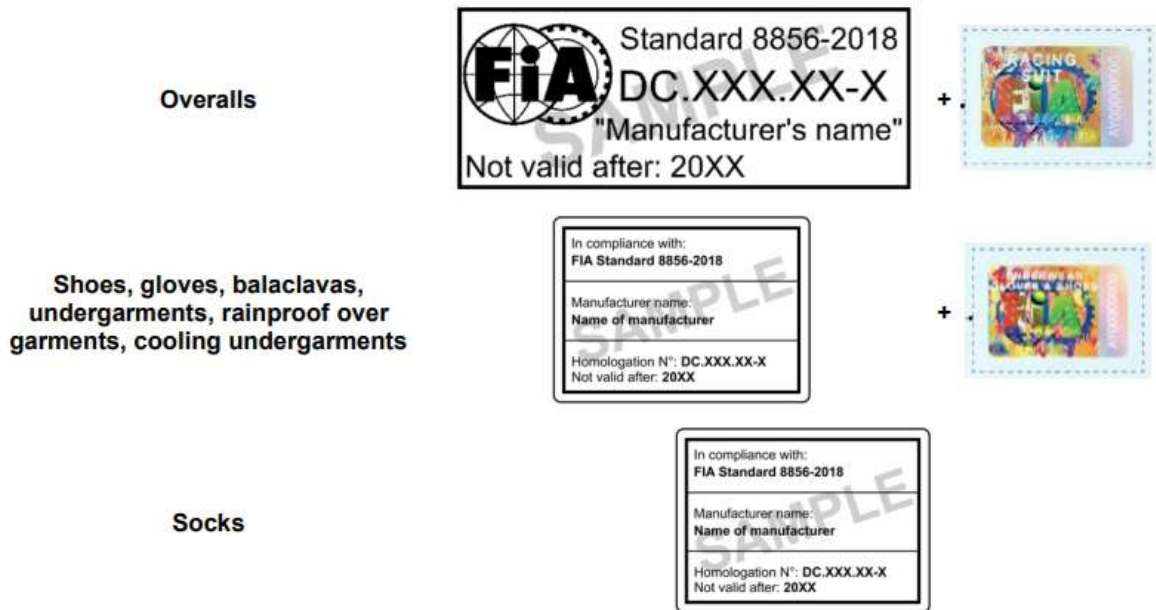 Overalls
FiA
Standard 8856-2018
DC.XXX.XX-X
"Manufacturer's name"
Not valid after: 20XX
SAMPLE
+
RACING
SUIT
Shoes, gloves, balaclavas,
undergarments, rainproof over
garments, cooling undergarments
In compliance with:
FIA Standard 8856-2018
Manufacturer name:
Name of manufacturer
Homologation N°: DC.XXX.XX-X
Not valid after: 20XX
SAMPLE
+
UNDERWEAR
GLOVES & SHOES
Socks
In compliance with:
FIA Standard 8856-2018
Manufacturer name:
Name of manufacturer
Homologation N°: DC.XXX.XX-X
Not valid after: 20XX
SAMPLE